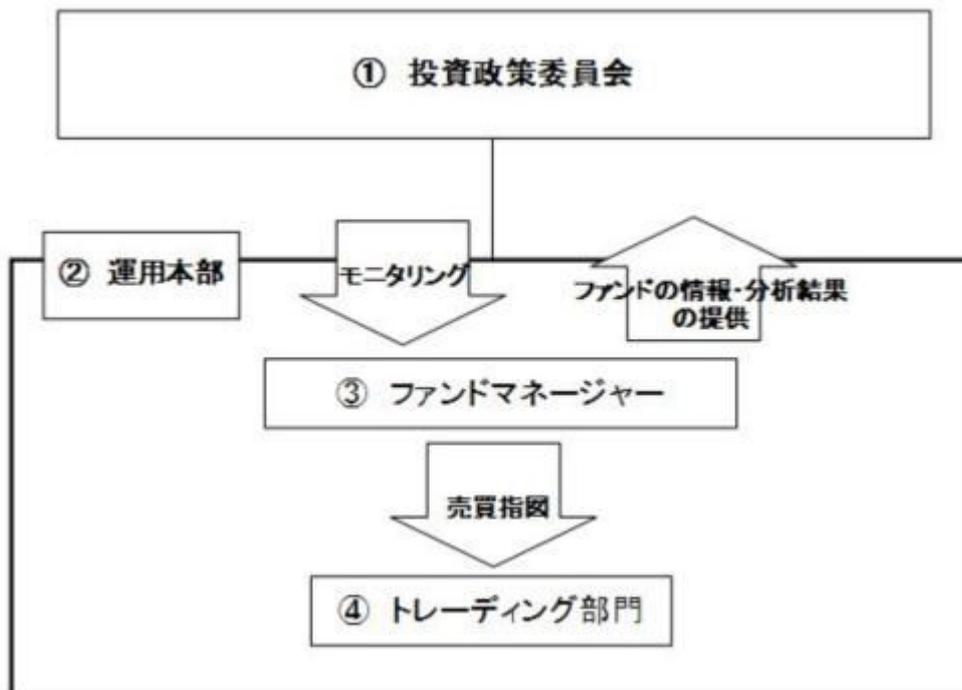 ① 投資政策委員会
② 運用本部
モニタリング
ファンドの情報・分析結果
の提供
③ ファンドマネージャー
売買指図
④ トレーディング部門